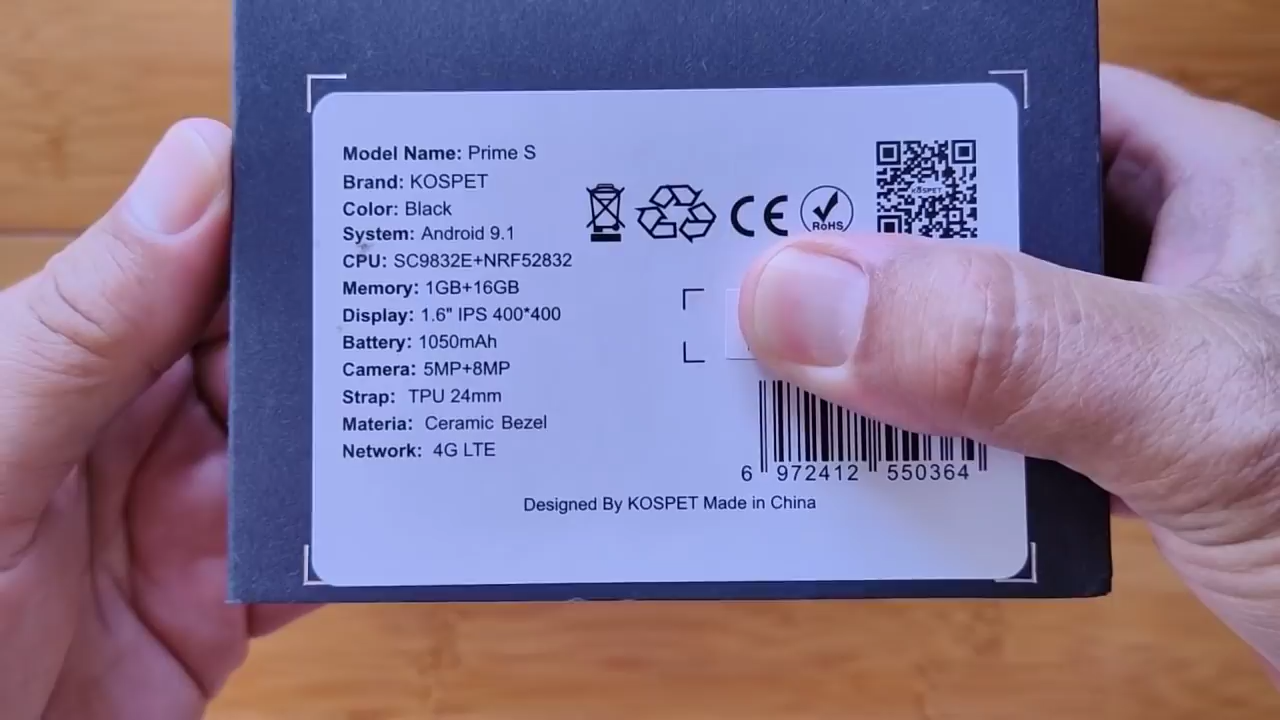 Model Name: Prime S
Brand: KOSPET
Color: Black
System: Android 9.1
CPU: SC9832E+NRF52832
Memory: 1GB+16GB
Display: 1.6" IPS 400*400
Battery: 1050mAh
Camera: 5MP+8MP
Strap: TPU 24mm
Materia: Ceramic Bezel
Network: 4G LTE
CE
RoHS
KOSPET
6 972412 550364
Designed By KOSPET Made in China